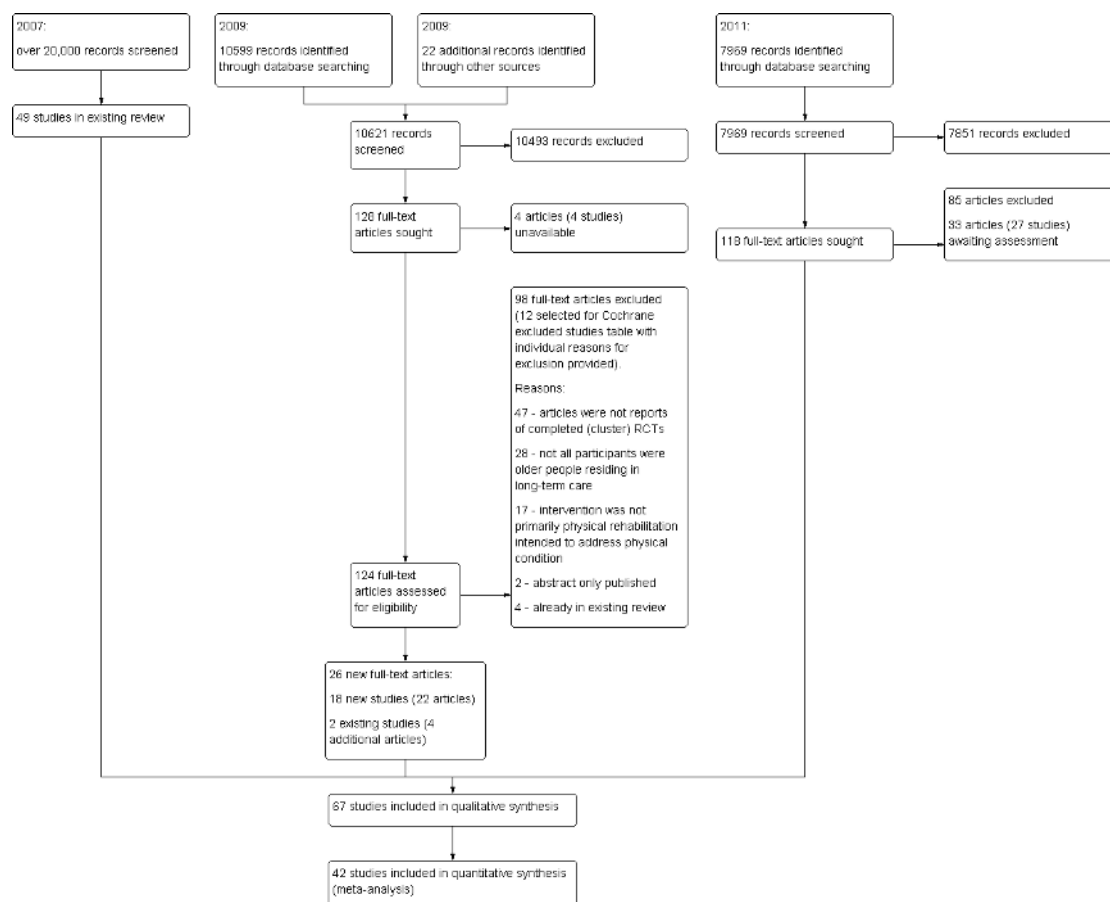 2007:
over 20,000 records screened
2009:
10599 records identified
through database searching
2009:
22 additional records identified
through other sources
2011:
7969 records identified
through database searching
49 studies in existing review
10621 records
screened
10493 records excluded
7969 records screened
7851 records excluded
128 full-text
articles sought
4 articles (4 studies)
unavailable
118 full-text articles sought
85 articles excluded
33 articles (27 studies)
awaiting assessment
98 full-text articles excluded
(12 selected for Cochrane
excluded studies table with
individual reasons for
exclusion provided).
Reasons:
47 - articles were not reports
of completed (cluster) RCTs
28 - not all participants were
older people residing in
long-term care
17 - intervention was not
primarily physical rehabilitation
intended to address physical
condition
2 - abstract only published
4 - already in existing review
124 full-text
articles assessed
for eligibility
26 new full-text articles:
18 new studies (22 articles)
2 existing studies (4
additional articles)
67 studies included in qualitative synthesis
42 studies included in quantitative synthesis
(meta-analysis)